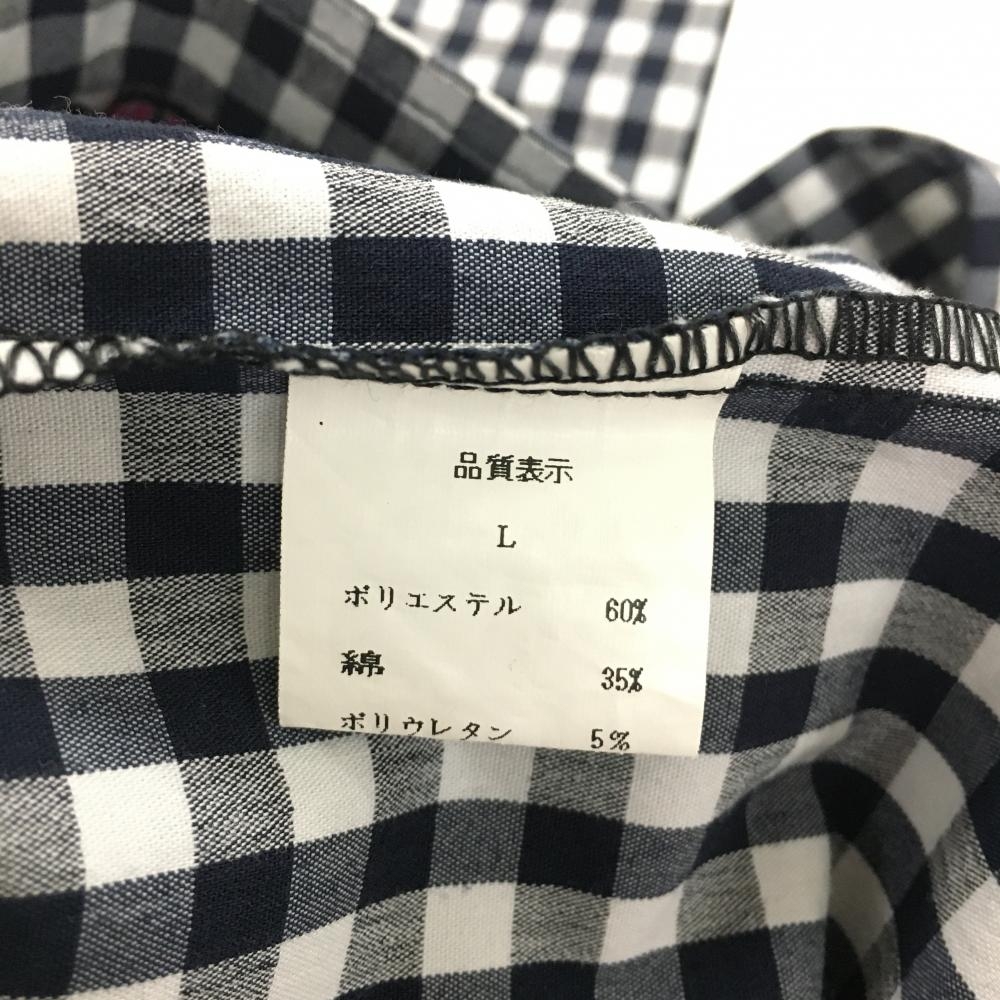 品質表示
L
ポリエステル 60%
綿 35%
ポリウレタン 5%